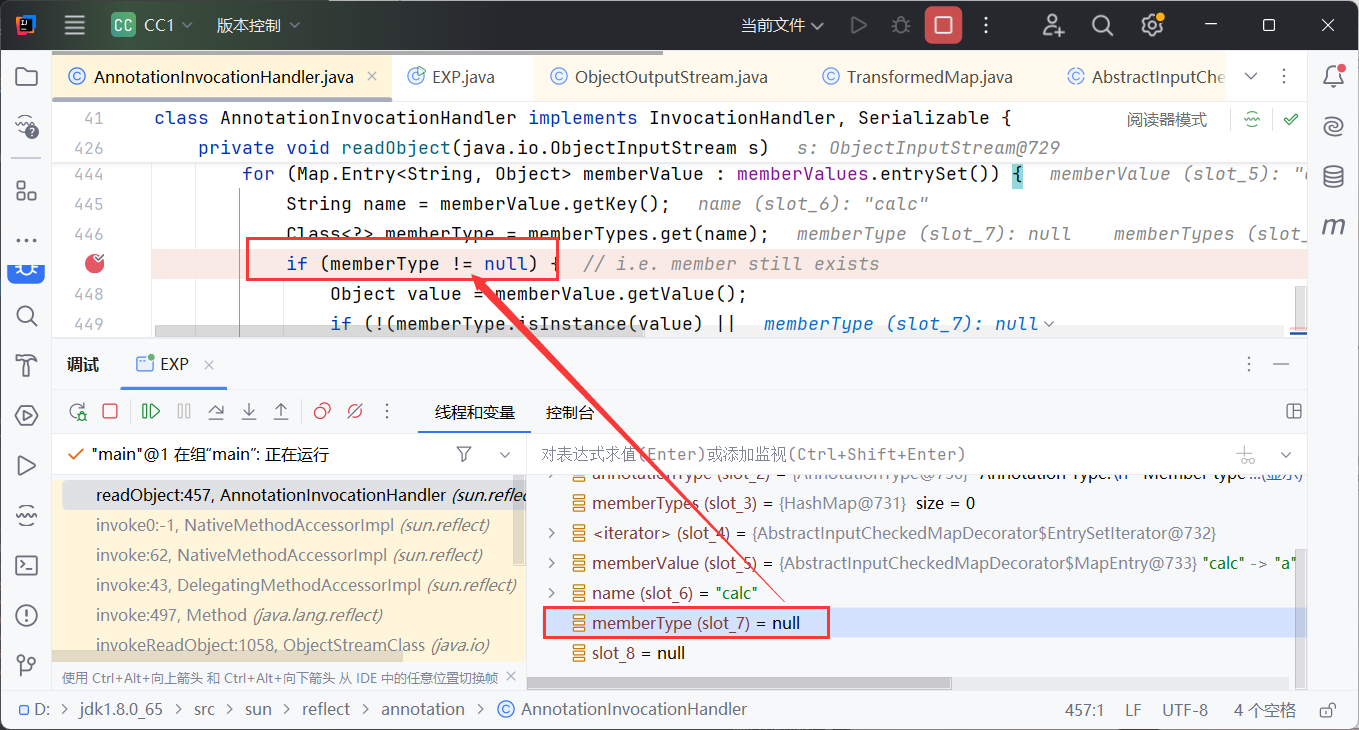 CC CC1 版本控制 当前文件
AnnotationInvocationHandler.java × EXP.java ObjectOutputStream.java TransformedMap.java AbstractInputChe
41 class AnnotationInvocationHandler implements InvocationHandler, Serializable { 阅读器模式
426 private void readObject(java.io.ObjectInputStream s) s: ObjectInputStream@729
444 for (Map.Entry<String, Object> memberValue : memberValues.entrySet()) { memberValue (slot_5): "c
445 String name = memberValue.getKey(); name (slot_6): "calc"
446 Class<?> memberType = memberTypes.get(name); memberType (slot_7): null memberTypes (slot_
if (memberType != null) { // i.e. member still exists
448 Object value = memberValue.getValue();
449 if (!(memberType.isInstance(value) || memberType (slot_7): null
调试 EXP ×
线程和变量 控制台
"main"@1 在组"main": 正在运行 对表达式求值(Enter)或添加监视(Ctrl+Shift+Enter)
readObject:457, AnnotationInvocationHandler (sun.reflec
invoke0:-1, NativeMethodAccessorImpl (sun.reflect)
invoke:62, NativeMethodAccessorImpl (sun.reflect)
invoke:43, DelegatingMethodAccessorImpl (sun.reflect)
invoke:497, Method (java.lang.reflect)
invokeReadObject:1058, ObjectStreamClass (java.io)
使用 Ctrl+Alt+向上箭头 和 Ctrl+Alt+向下箭头 从 IDE 中的任意位置切换帧 ×
annotationType (slot_2) = {AnnotationType@730} "Annotation Type:\n Member type
memberTypes (slot_3) = {HashMap@731} size = 0
<iterator> (slot_4) = {AbstractInputCheckedMapDecorator$EntrySetIterator@732}
memberValue (slot_5) = {AbstractInputCheckedMapDecorator$MapEntry@733} "calc" -> "a"
name (slot_6) = "calc"
memberType (slot_7) = null
slot_8 = null
D: > jdk1.8.0_65 > src > sun > reflect > annotation > AnnotationInvocationHandler 457:1 LF UTF-8 4 个空格